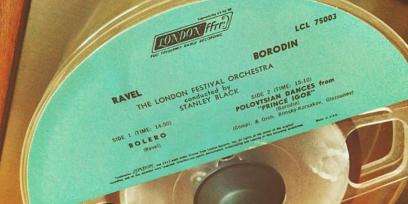 LONDON ffrr
FULL FREQUENCY RANGE RECORDING
LCL 75003
RAVEL
BORODIN
THE LONDON FESTIVAL ORCHESTRA
conducted by
STANLEY BLACK
SIDE 1 (TIME: 14:50)
BOLERO
(Ravel)
SIDE 2 (TIME: 15:10)
POLOVTSIAN DANCES from
"PRINCE IGOR"
(Borodin)
(Compl. & Orch. Rimsky-Korsakov, Glazounov)